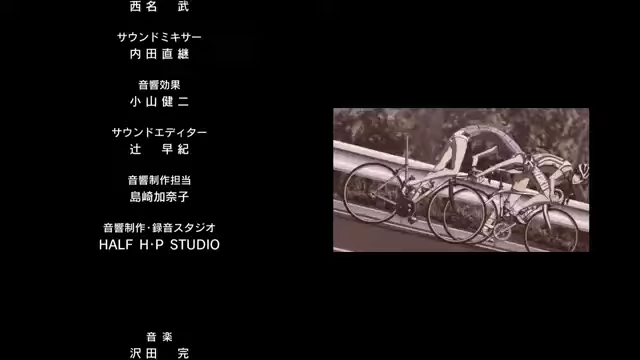 西名 武
サウンドミキサー
内田直継
音響効果
小山健二
サウンドエディター
辻 早紀
音響制作担当
島崎加奈子
音響制作・録音スタジオ
HALF H・P STUDIO
音楽
沢田 完